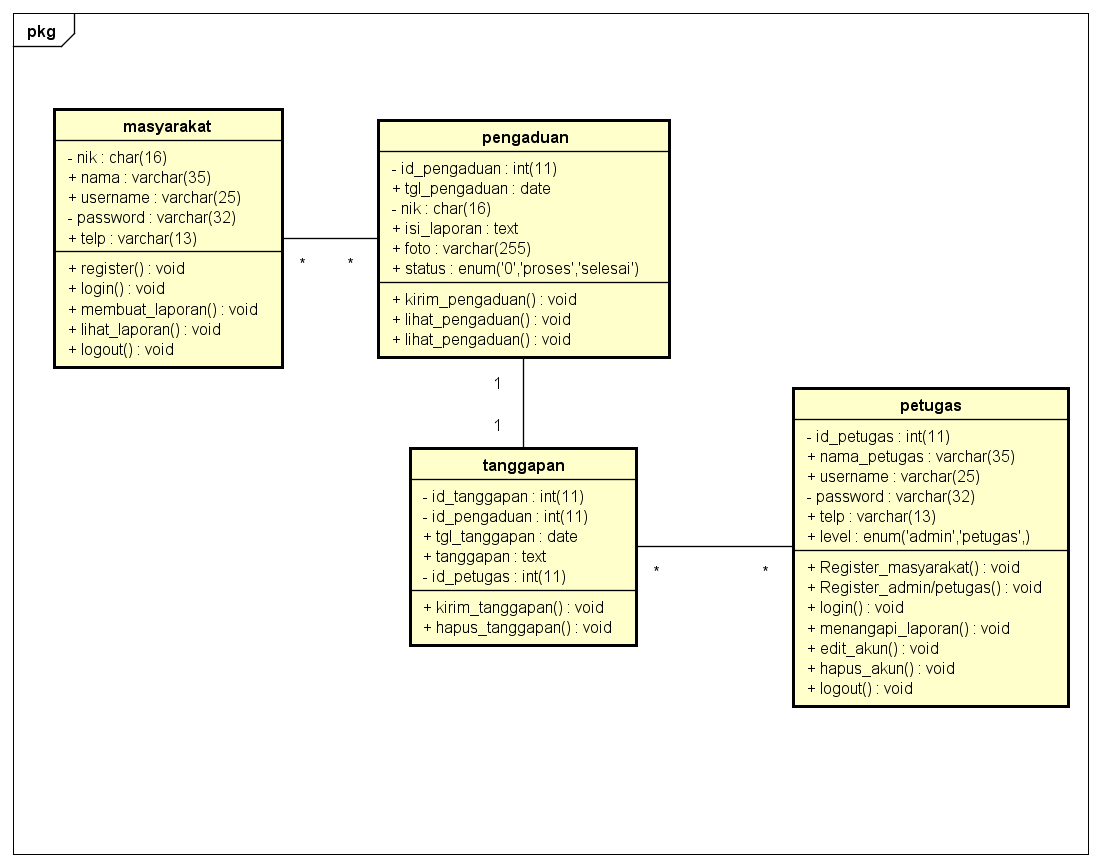 pkg
masyarakat
- nik : char(16)
+ nama : varchar(35)
+ username : varchar(25)
- password : varchar(32)
+ telp : varchar(13)
+ register() : void
+ login() : void
+ membuat_laporan() : void
+ lihat_laporan() : void
+ logout() : void
* *
pengaduan
- id_pengaduan : int(11)
+ tgl_pengaduan : date
- nik : char(16)
+ isi_laporan : text
+ foto : varchar(255)
+ status : enum('0','proses','selesai')
+ kirim_pengaduan() : void
+ lihat_pengaduan() : void
+ lihat_pengaduan() : void
1
1
tanggapan
- id_tanggapan : int(11)
- id_pengaduan : int(11)
+ tgl_tanggapan : date
+ tanggapan : text
- id_petugas : int(11)
+ kirim_tanggapan() : void
+ hapus_tanggapan() : void
* *
petugas
- id_petugas : int(11)
+ nama_petugas : varchar(35)
+ username : varchar(25)
- password : varchar(32)
+ telp : varchar(13)
+ level : enum('admin','petugas',)
+ Register_masyarakat() : void
+ Register_admin/petugas() : void
+ login() : void
+ menangapi_laporan() : void
+ edit_akun() : void
+ hapus_akun() : void
+ logout() : void